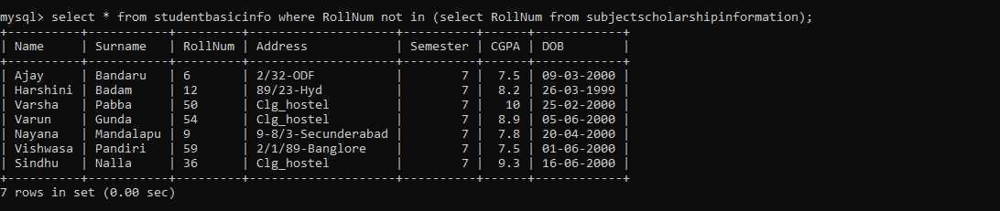 mysql> select * from studentbasicinfo where RollNum not in (select RollNum from subjectscholarshipinformation);
+----------+-----------+---------+--------------------+----------+------+------------+
| Name     | Surname   | RollNum | Address            | Semester | CGPA | DOB        |
+----------+-----------+---------+--------------------+----------+------+------------+
| Ajay     | Bandaru   | 6       | 2/32-ODF           |        7 |  7.5 | 09-03-2000 |
| Harshini | Badam     | 12      | 89/23-Hyd          |        7 |  8.2 | 26-03-1999 |
| Varsha   | Pabba     | 50      | Clg_hostel         |        7 |   10 | 25-02-2000 |
| Varun    | Gunda     | 54      | Clg_hostel         |        7 |  8.9 | 05-06-2000 |
| Nayana   | Mandalapu | 9       | 9-8/3-Secunderabad |        7 |  7.8 | 20-04-2000 |
| Vishwasa | Pandiri   | 59      | 2/1/89-Banglore    |        7 |  7.5 | 01-06-2000 |
| Sindhu   | Nalla     | 36      | Clg_hostel         |        7 |  9.3 | 16-06-2000 |
+----------+-----------+---------+--------------------+----------+------+------------+
7 rows in set (0.00 sec)